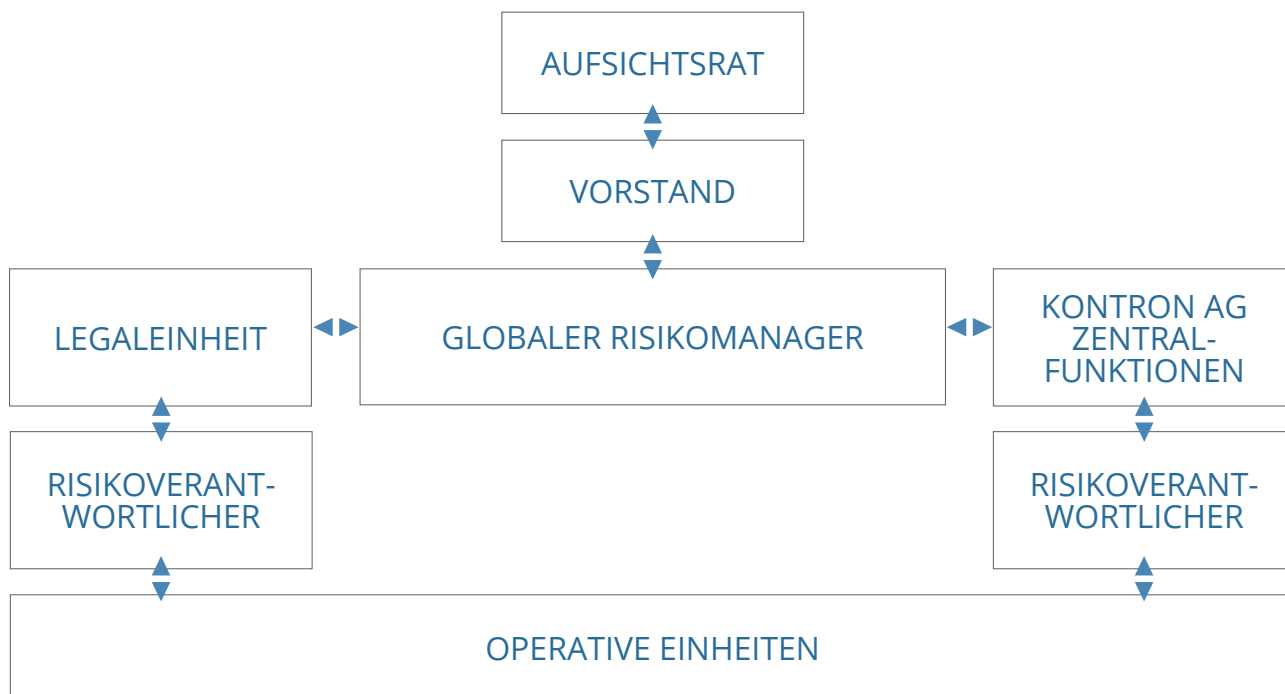 AUFSICHTSRAT
VORSTAND
LEGALEINHEIT
GLOBALER RISIKOMANAGER
KONTRON AG
ZENTRAL-
FUNKTIONEN
RISIKOVERANT-
WORTLICHER
RISIKOVERANT-
WORTLICHER
OPERATIVE EINHEITEN